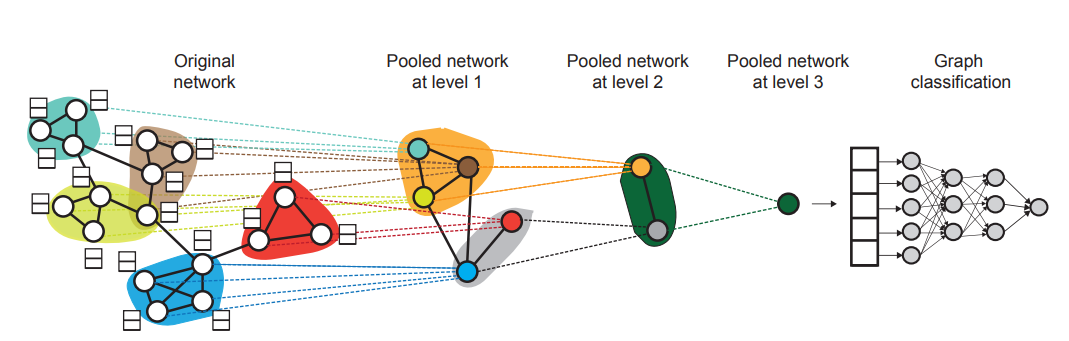 Original
network
Pooled network
at level 1
Pooled network
at level 2
Pooled network
at level 3
Graph
classification